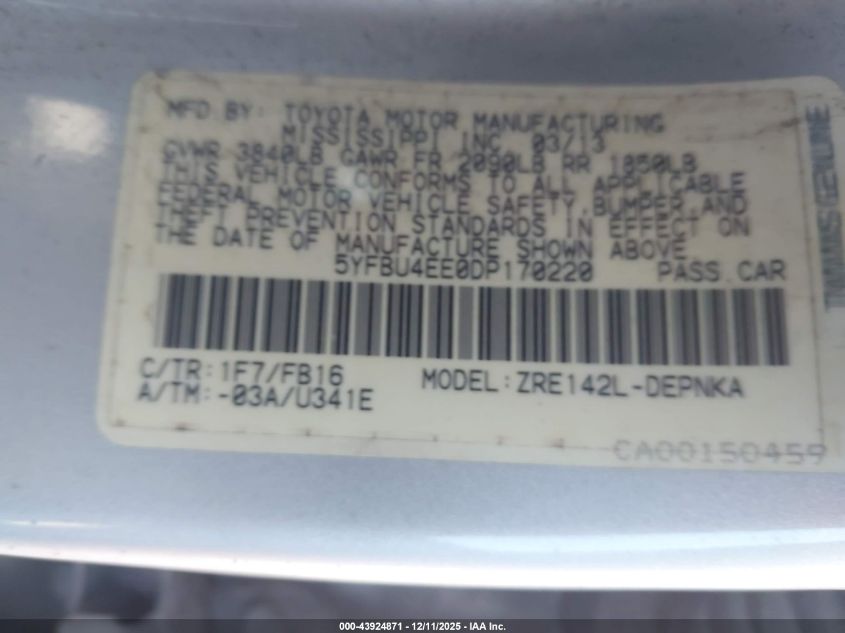 MFD.BY: TOYOTA MOTOR MANUFACTURING
MISSISSIPPI INC. 03/13
GVWR 3840LB GAWR FR 2090LB RR 1850LB
THIS VEHICLE CONFORMS TO ALL APPLICABLE
FEDERAL MOTOR VEHICLE SAFETY,BUMPER,AND
THEFT PREVENTION STANDARDS IN EFFECT ON
THE DATE OF MANUFACTURE SHOWN ABOVE.
5YFBU4EE0DP170220 PASS.CAR
C/TR:1F7/FB16
A/TM:-03A/U341E
MODEL:ZRE142L-DEPNKA
CA00150459
000-43924871 - 12/11/2025 - IAA Inc.